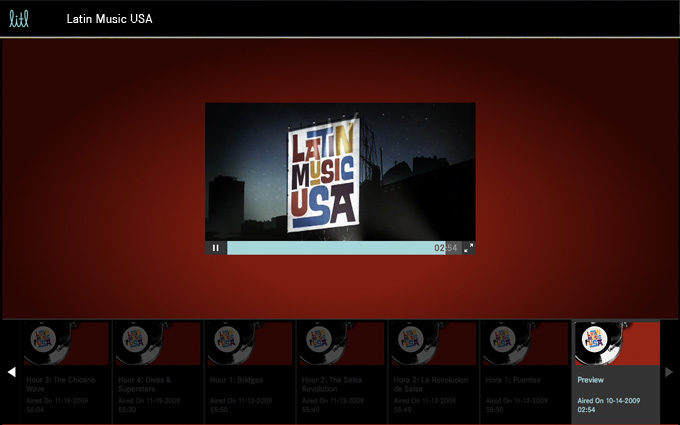 litl
Latin Music USA
LATIN
MUSIC
USA
02:54
Hour 3: The Chicano
Wave
Aired On 11-19-2009
56:04
Hour 4: Divas &
Superstars
Aired On 11-19-2009
55:30
Hour 1: Bridges
Aired On 11-12-2009
55:50
Hour 2: The Salsa
Revolution
Aired On 11-12-2009
55:49
Hora 2: La Revolucion
de Salsa
Aired On 11-12-2009
55:49
Hora 1: Puentes
Aired On 11-12-2009
55:50
Preview
Aired On 10-14-2009
02:54